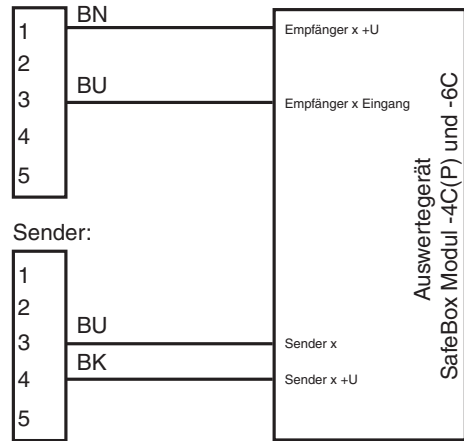 BN
1
Empfänger x +U
2
BU
3
Empfänger x Eingang
4
5
Sender:
1
2
BU
3
Sender x
BK
4
Sender x +U
5
Auswertegerät
SafeBox Modul -4C(P) und -6C